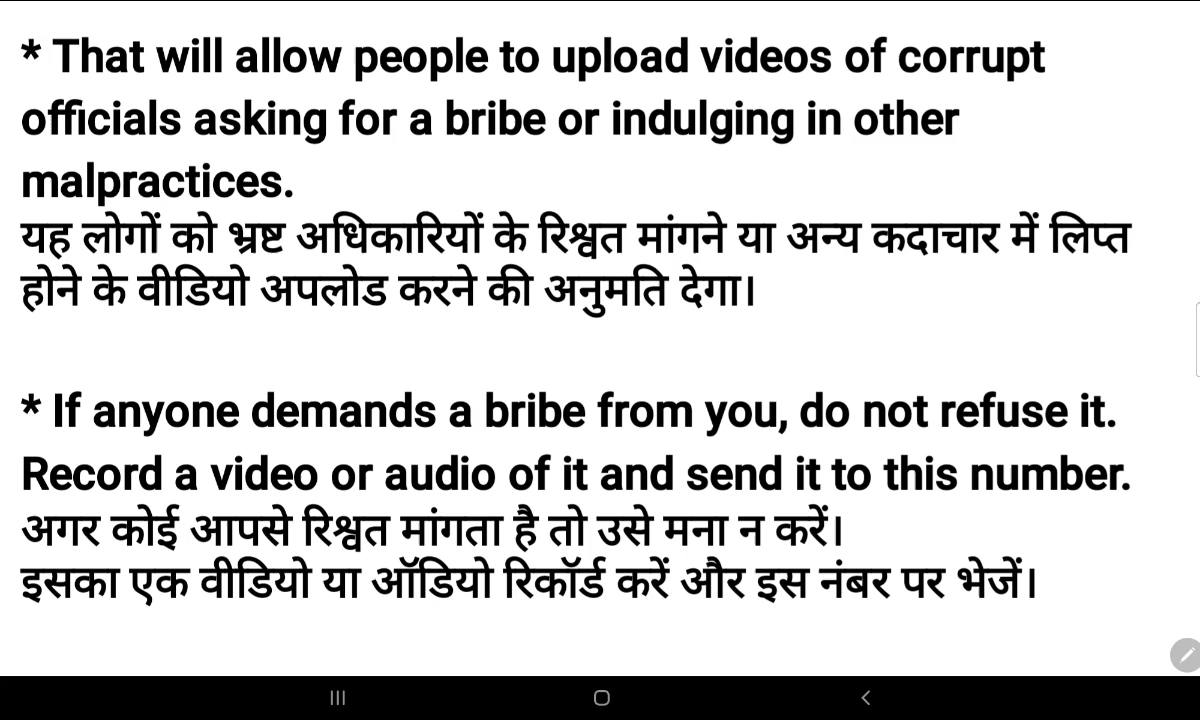 * That will allow people to upload videos of corrupt
officials asking for a bribe or indulging in other
malpractices.
यह लोगों को भ्रष्ट अधिकारियों के रिश्वत मांगने या अन्य कदाचार में लिप्त
होने के वीडियो अपलोड करने की अनुमति देगा।
* If anyone demands a bribe from you, do not refuse it.
Record a video or audio of it and send it to this number.
अगर कोई आपसे रिश्वत मांगता है तो उसे मना न करें।
इसका एक वीडियो या ऑडियो रिकॉर्ड करें और इस नंबर पर भेजें।